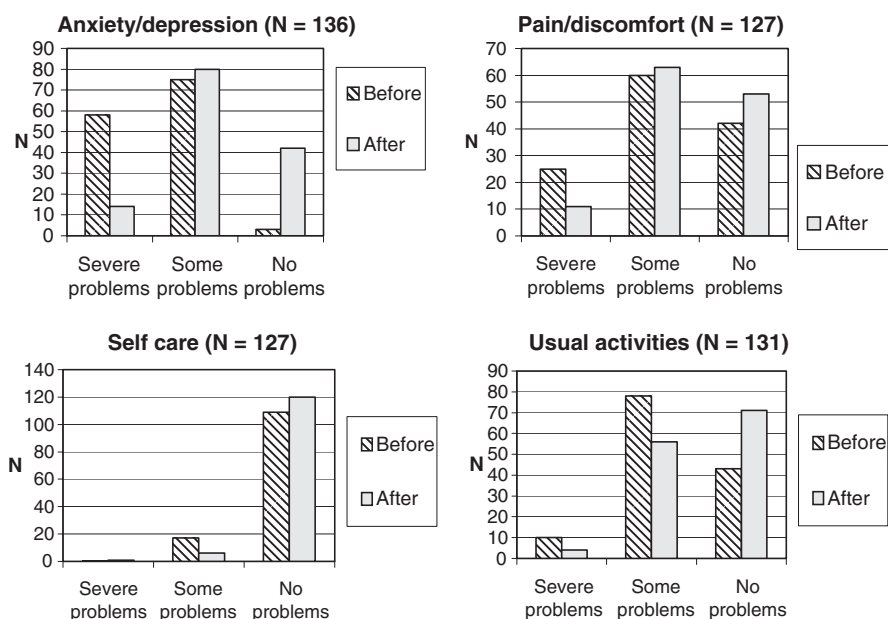 Anxiety/depression (N = 136)
90
80
70
60
50
40
30
20
10
0
N
Severe problems
Some problems
No problems
Before
After
Pain/discomfort (N = 127)
70
60
50
40
30
20
10
0
N
Severe problems
Some problems
No problems
Before
After
Self care (N = 127)
140
120
100
80
60
40
20
0
N
Severe problems
Some problems
No problems
Before
After
Usual activities (N = 131)
90
80
70
60
50
40
30
20
10
0
N
Severe problems
Some problems
No problems
Before
After